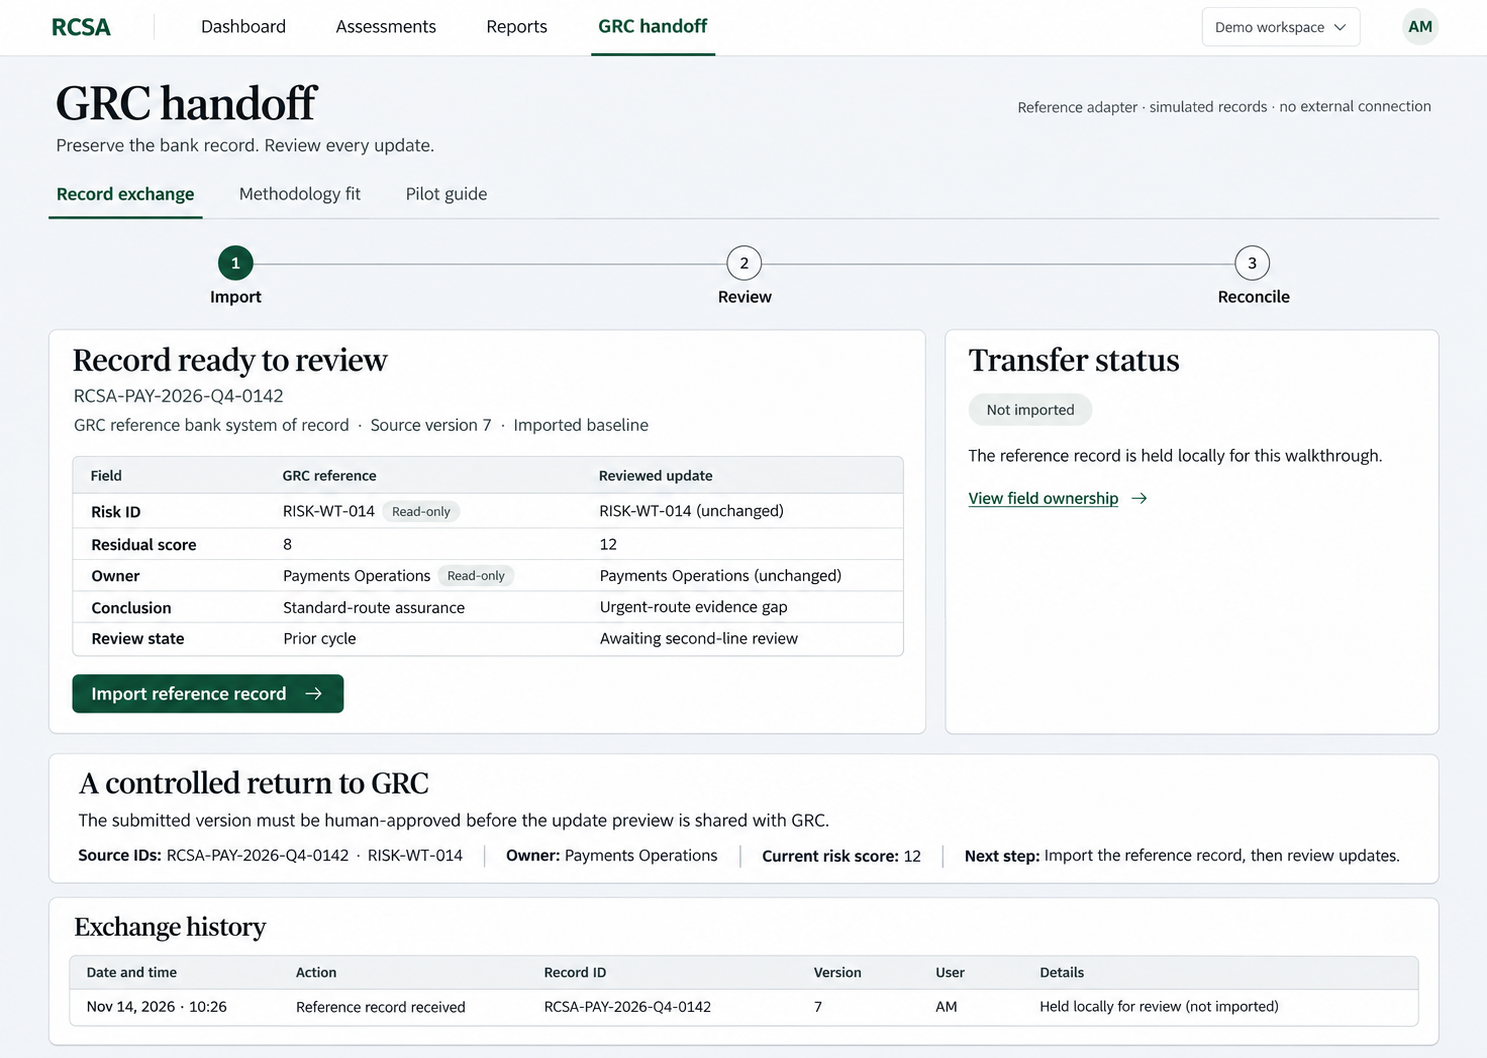 RCSA Dashboard Assessments Reports GRC handoff Demo workspace AM
GRC handoff
Reference adapter · simulated records · no external connection
Preserve the bank record. Review every update.
Record exchange Methodology fit Pilot guide
1 2 3
Import Review Reconcile
Record ready to review
RCSA-PAY-2026-Q4-0142
GRC reference bank system of record · Source version 7 · Imported baseline
Field GRC reference Reviewed update
Risk ID RISK-WT-014 Read-only RISK-WT-014 (unchanged)
Residual score 8 12
Owner Payments Operations Read-only Payments Operations (unchanged)
Conclusion Standard-route assurance Urgent-route evidence gap
Review state Prior cycle Awaiting second-line review
Import reference record →
Transfer status
Not imported
The reference record is held locally for this walkthrough.
View field ownership →
A controlled return to GRC
The submitted version must be human-approved before the update preview is shared with GRC.
Source IDs: RCSA-PAY-2026-Q4-0142 · RISK-WT-014 Owner: Payments Operations Current risk score: 12 Next step: Import the reference record, then review updates.
Exchange history
Date and time Action Record ID Version User Details
Nov 14, 2026 · 10:26 Reference record received RCSA-PAY-2026-Q4-0142 7 AM Held locally for review (not imported)